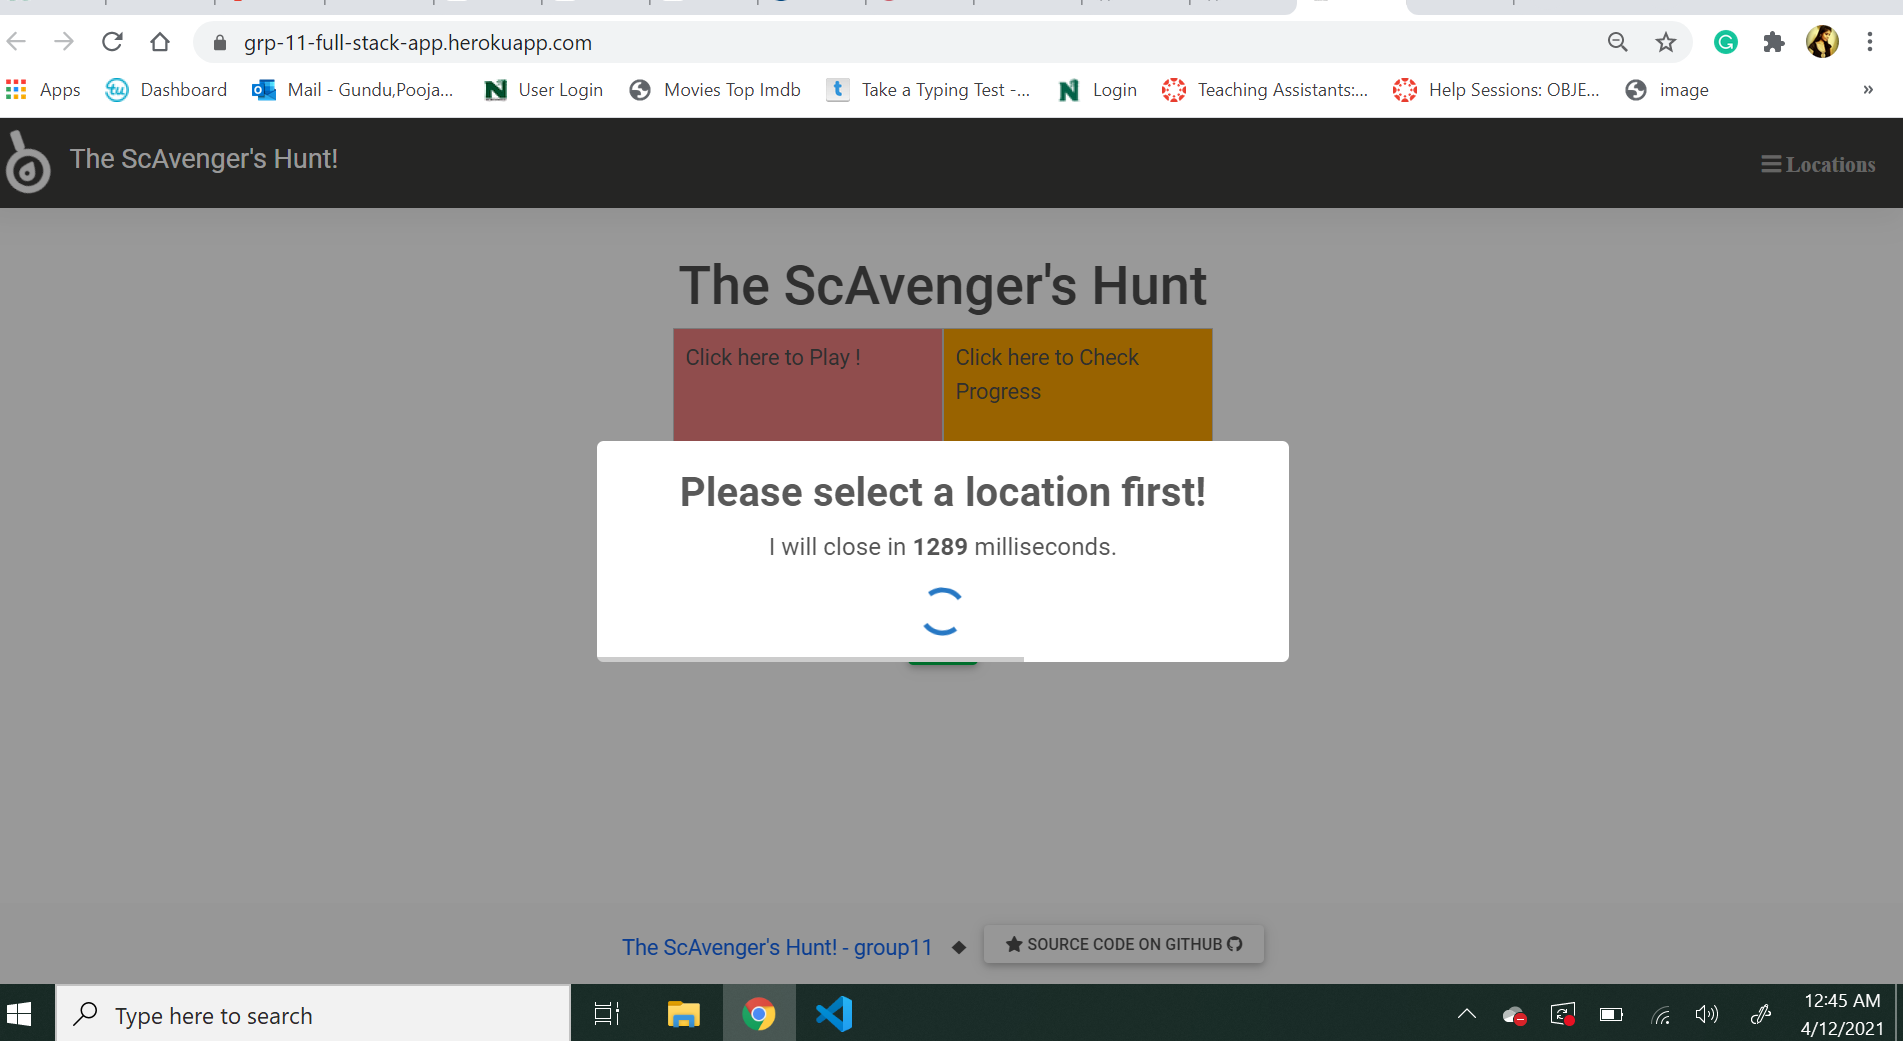 grp-11-full-stack-app.herokuapp.com
Apps
Dashboard
Mail - Gundu,Pooja...
User Login
Movies Top Imdb
Take a Typing Test -...
Login
Teaching Assistants:...
Help Sessions: OBJE...
image
»
The ScAvenger's Hunt!
Locations
The ScAvenger's Hunt
Click here to Play !
Click here to Check
Progress
Please select a location first!
I will close in 1289 milliseconds.
The ScAvenger's Hunt! - group11
SOURCE CODE ON GITHUB
Type here to search
12:45 AM
4/12/2021